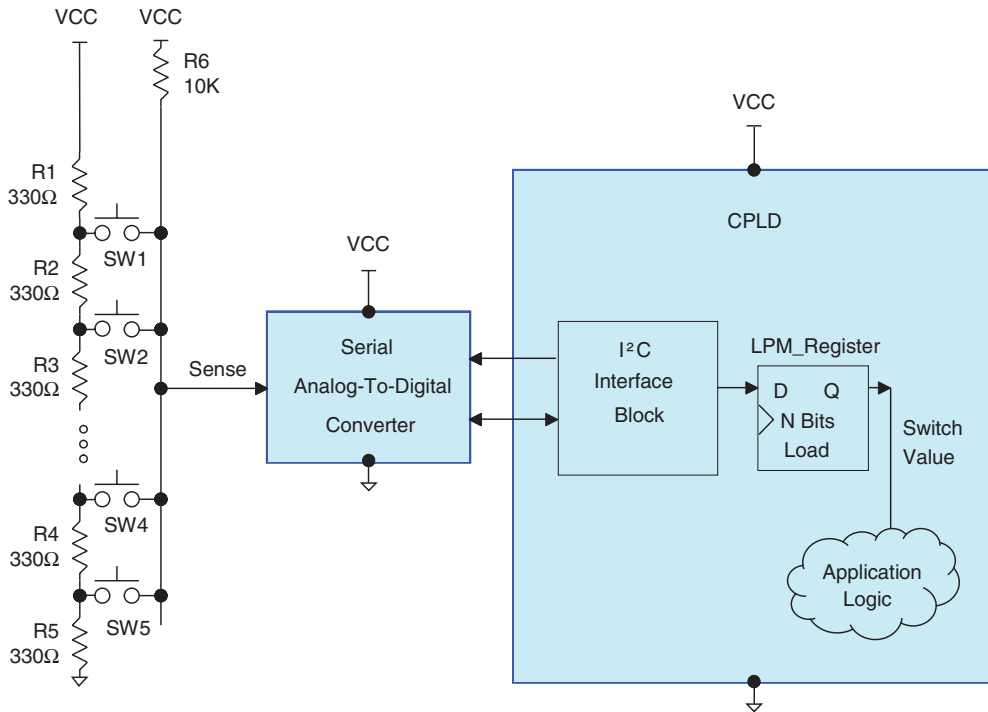 VCC
VCC
R6
10K
VCC
R1
330Ω
CPLD
SW1
VCC
R2
330Ω
SW2
Serial
Analog-To-Digital
Converter
I²C
Interface
Block
LPM_Register
R3
330Ω
Sense
D Q
N Bits
Load
Switch
Value
SW4
R4
330Ω
Application
Logic
SW5
R5
330Ω